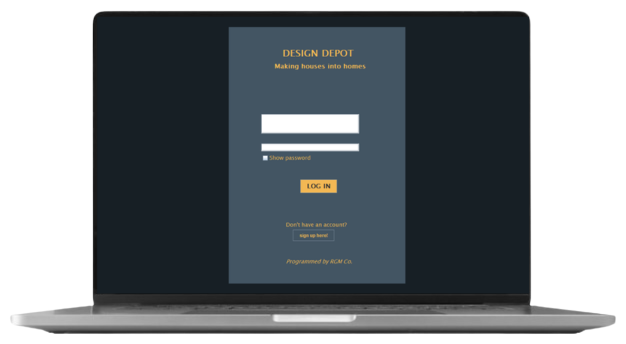 DESIGN DEPOT
Making houses into homes
Show password
LOG IN
Don't have an account?
sign up here!
Programmed by RGM Co.